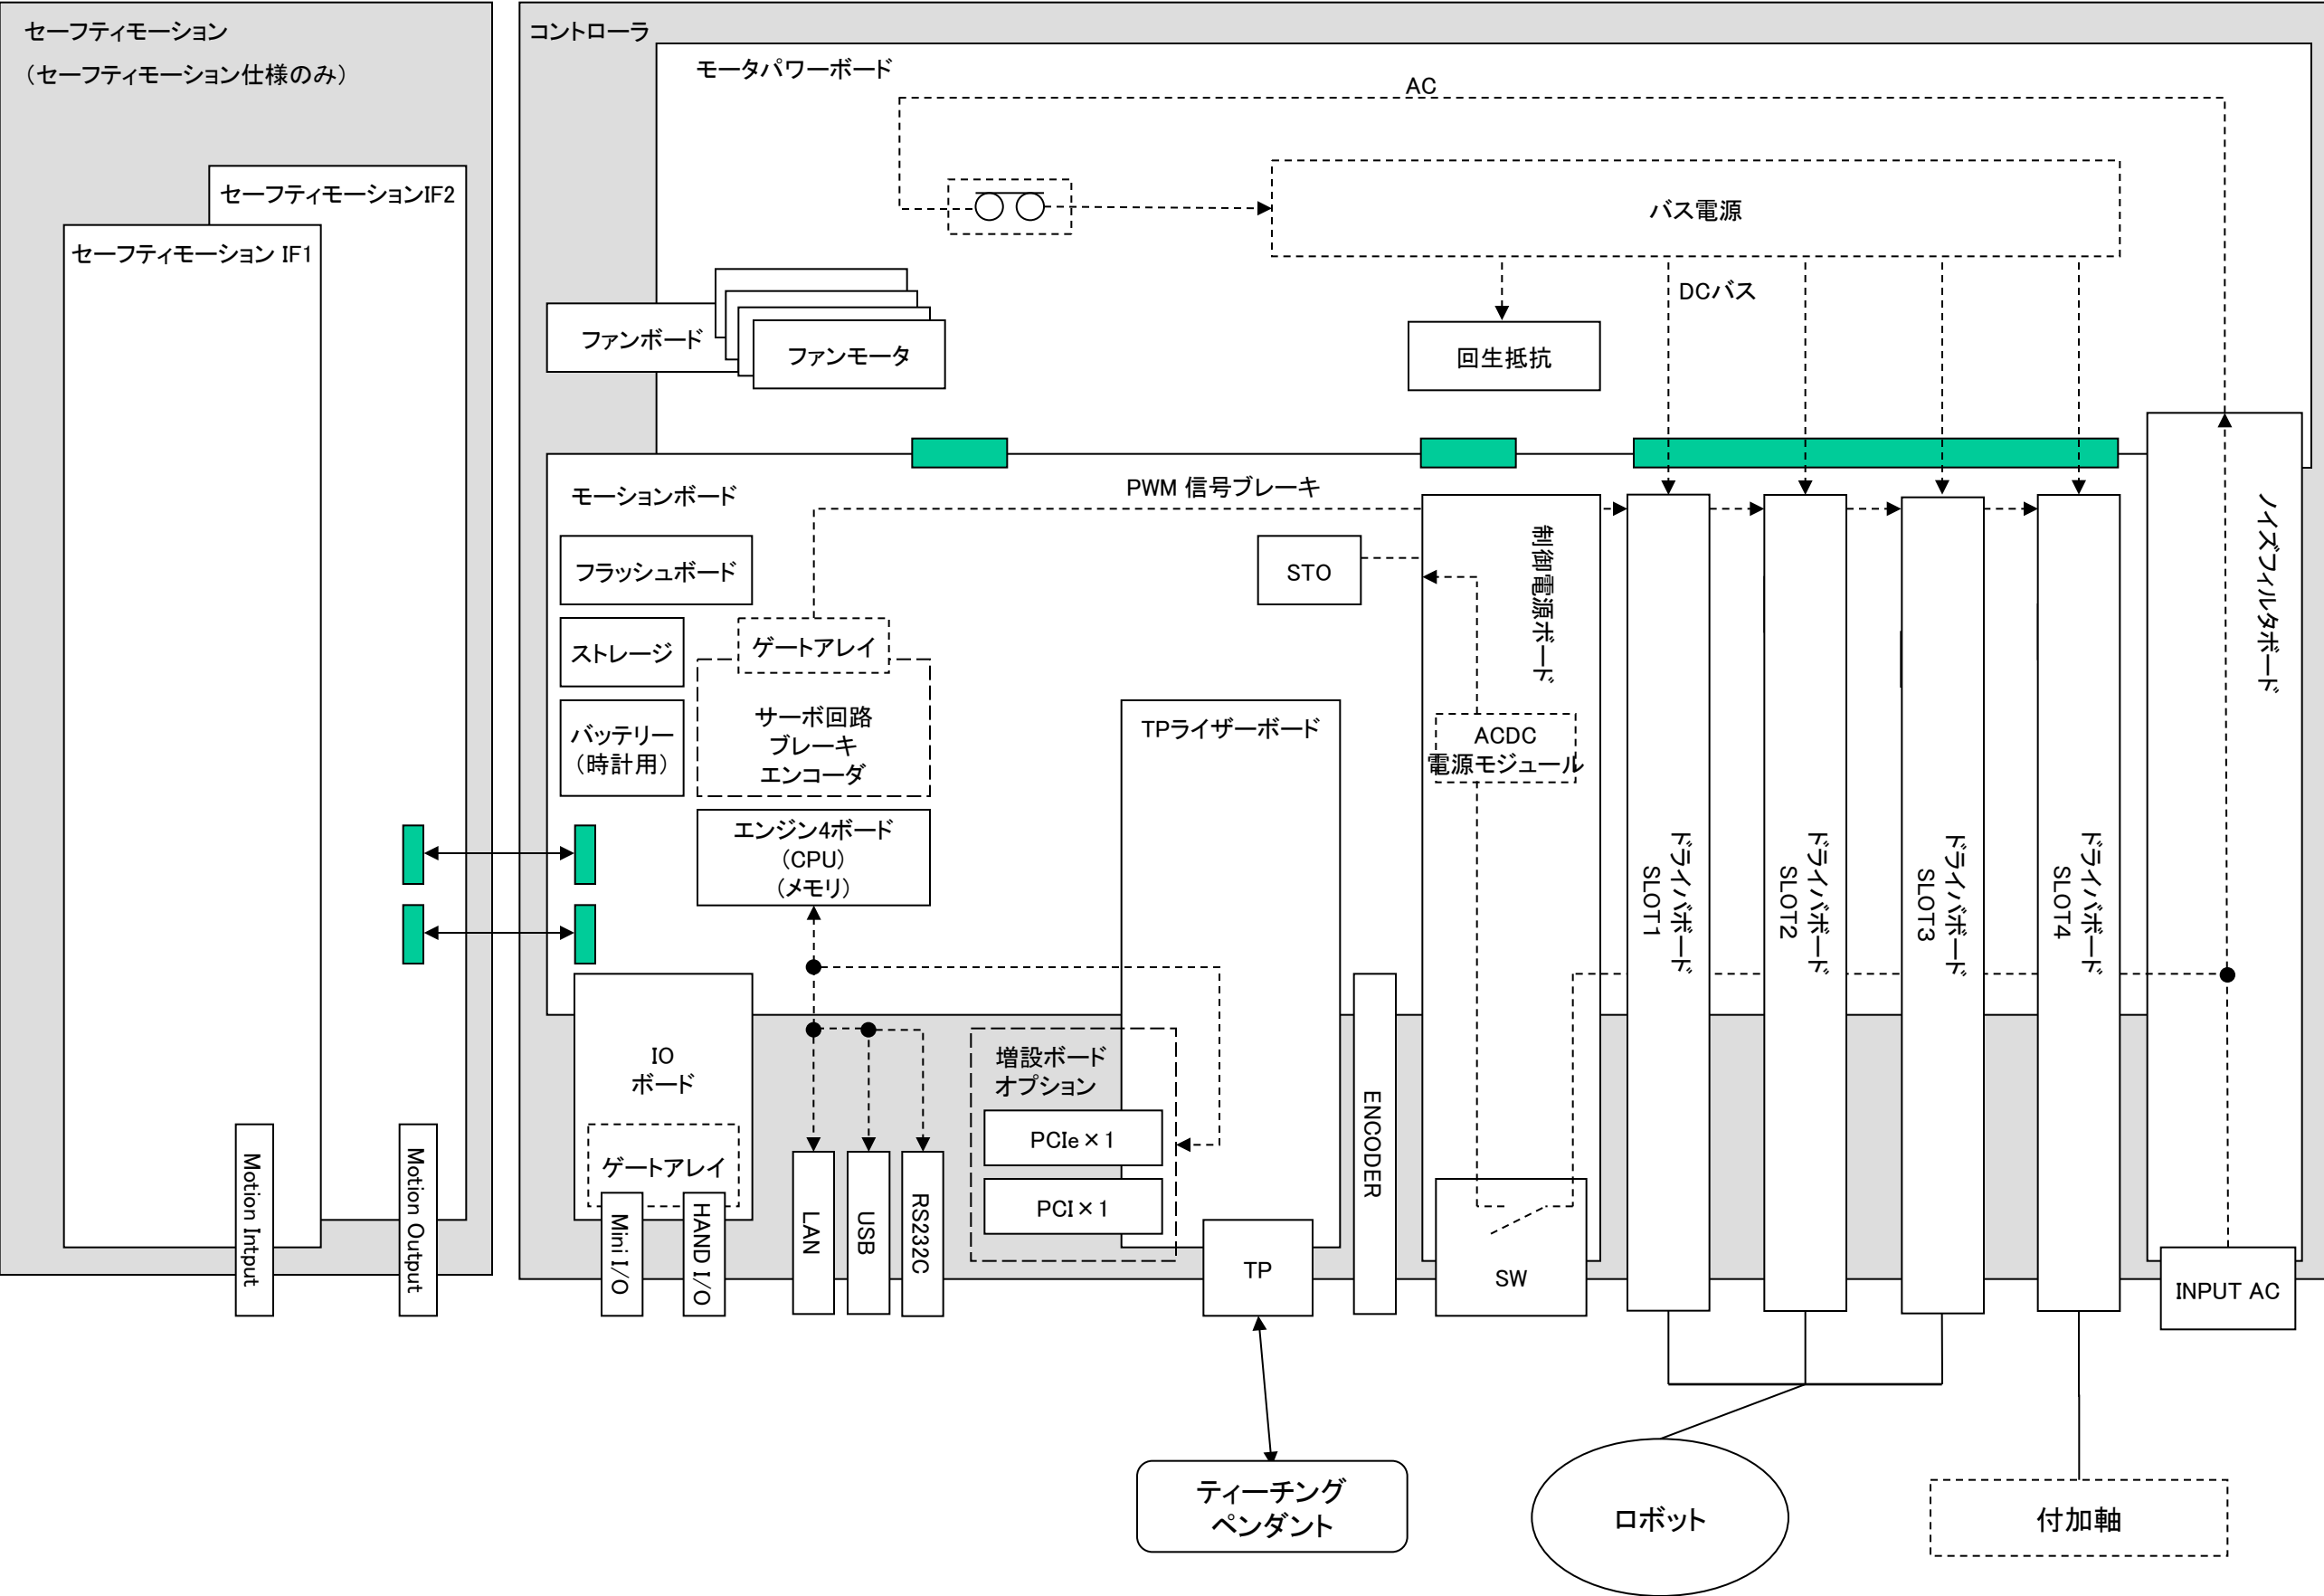 セーフティモーション
（セーフティモーション仕様のみ）
セーフティモーションIF2
セーフティモーション IF1
Motion Intput
Motion Output
コントローラ
モータパワーボード
AC
バス電源
DCバス
ファンボード
ファンモータ
回生抵抗
モーションボード
PWM 信号ブレーキ
フラッシュボード
STO
制御電源ボード
ノイズフィルタボード
ストレージ
ゲートアレイ
バッテリー
（時計用）
サーボ回路
ブレーキ
エンコーダ
TPライザーボード
ACDC
電源モジュール
エンジン4ボード
（CPU）
（メモリ）
ドライバボード
SLOT1
ドライバボード
SLOT2
ドライバボード
SLOT3
ドライバボード
SLOT4
IO
ボード
ゲートアレイ
Mini I/O
HAND I/O
LAN
USB
RS232C
増設ボード
オプション
PCIe×1
PCI×1
ENCODER
TP
SW
INPUT AC
ティーチング
ペンダント
ロボット
付加軸